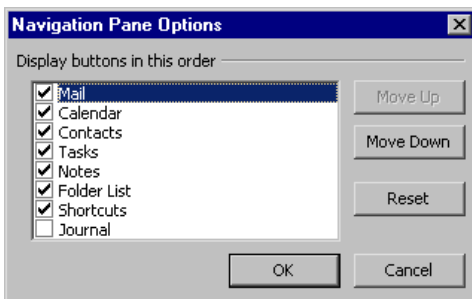 Navigation Pane Options
Display buttons in this order
Mail
Calendar
Contacts
Tasks
Notes
Folder List
Shortcuts
Journal
Move Up
Move Down
Reset
OK
Cancel